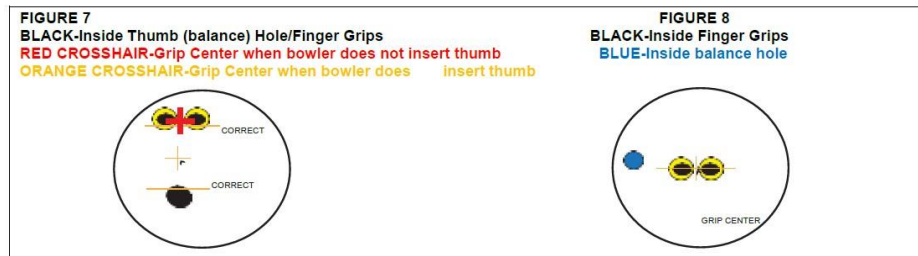 FIGURE 7
BLACK-Inside Thumb (balance) Hole/Finger Grips
RED CROSSHAIR-Grip Center when bowler does not insert thumb
ORANGE CROSSHAIR-Grip Center when bowler does insert thumb
CORRECT
CORRECT
FIGURE 8
BLACK-Inside Finger Grips
BLUE-Inside balance hole
GRIP CENTER